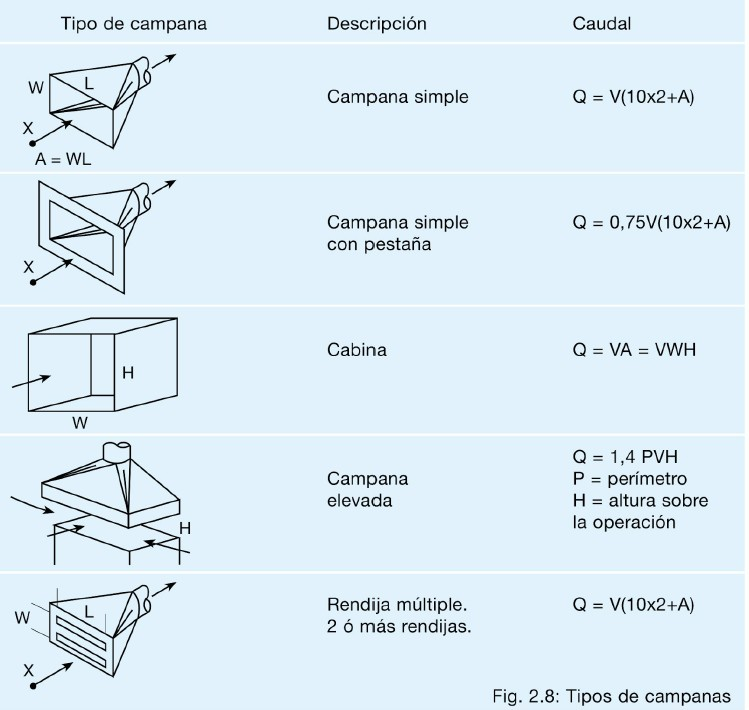 Tipo de campana Descripción Caudal
W L
X
A = WL
Campana simple Q = V(10x2+A)
X
Campana simple Q = 0,75V(10x2+A)
con pestaña
H
W
Cabina Q = VA = VWH
H
Campana
elevada
Q = 1,4 PVH
P = perímetro
H = altura sobre
la operación
W L
X
Rendija múltiple. Q = V(10x2+A)
2 ó más rendijas.
Fig. 2.8: Tipos de campanas